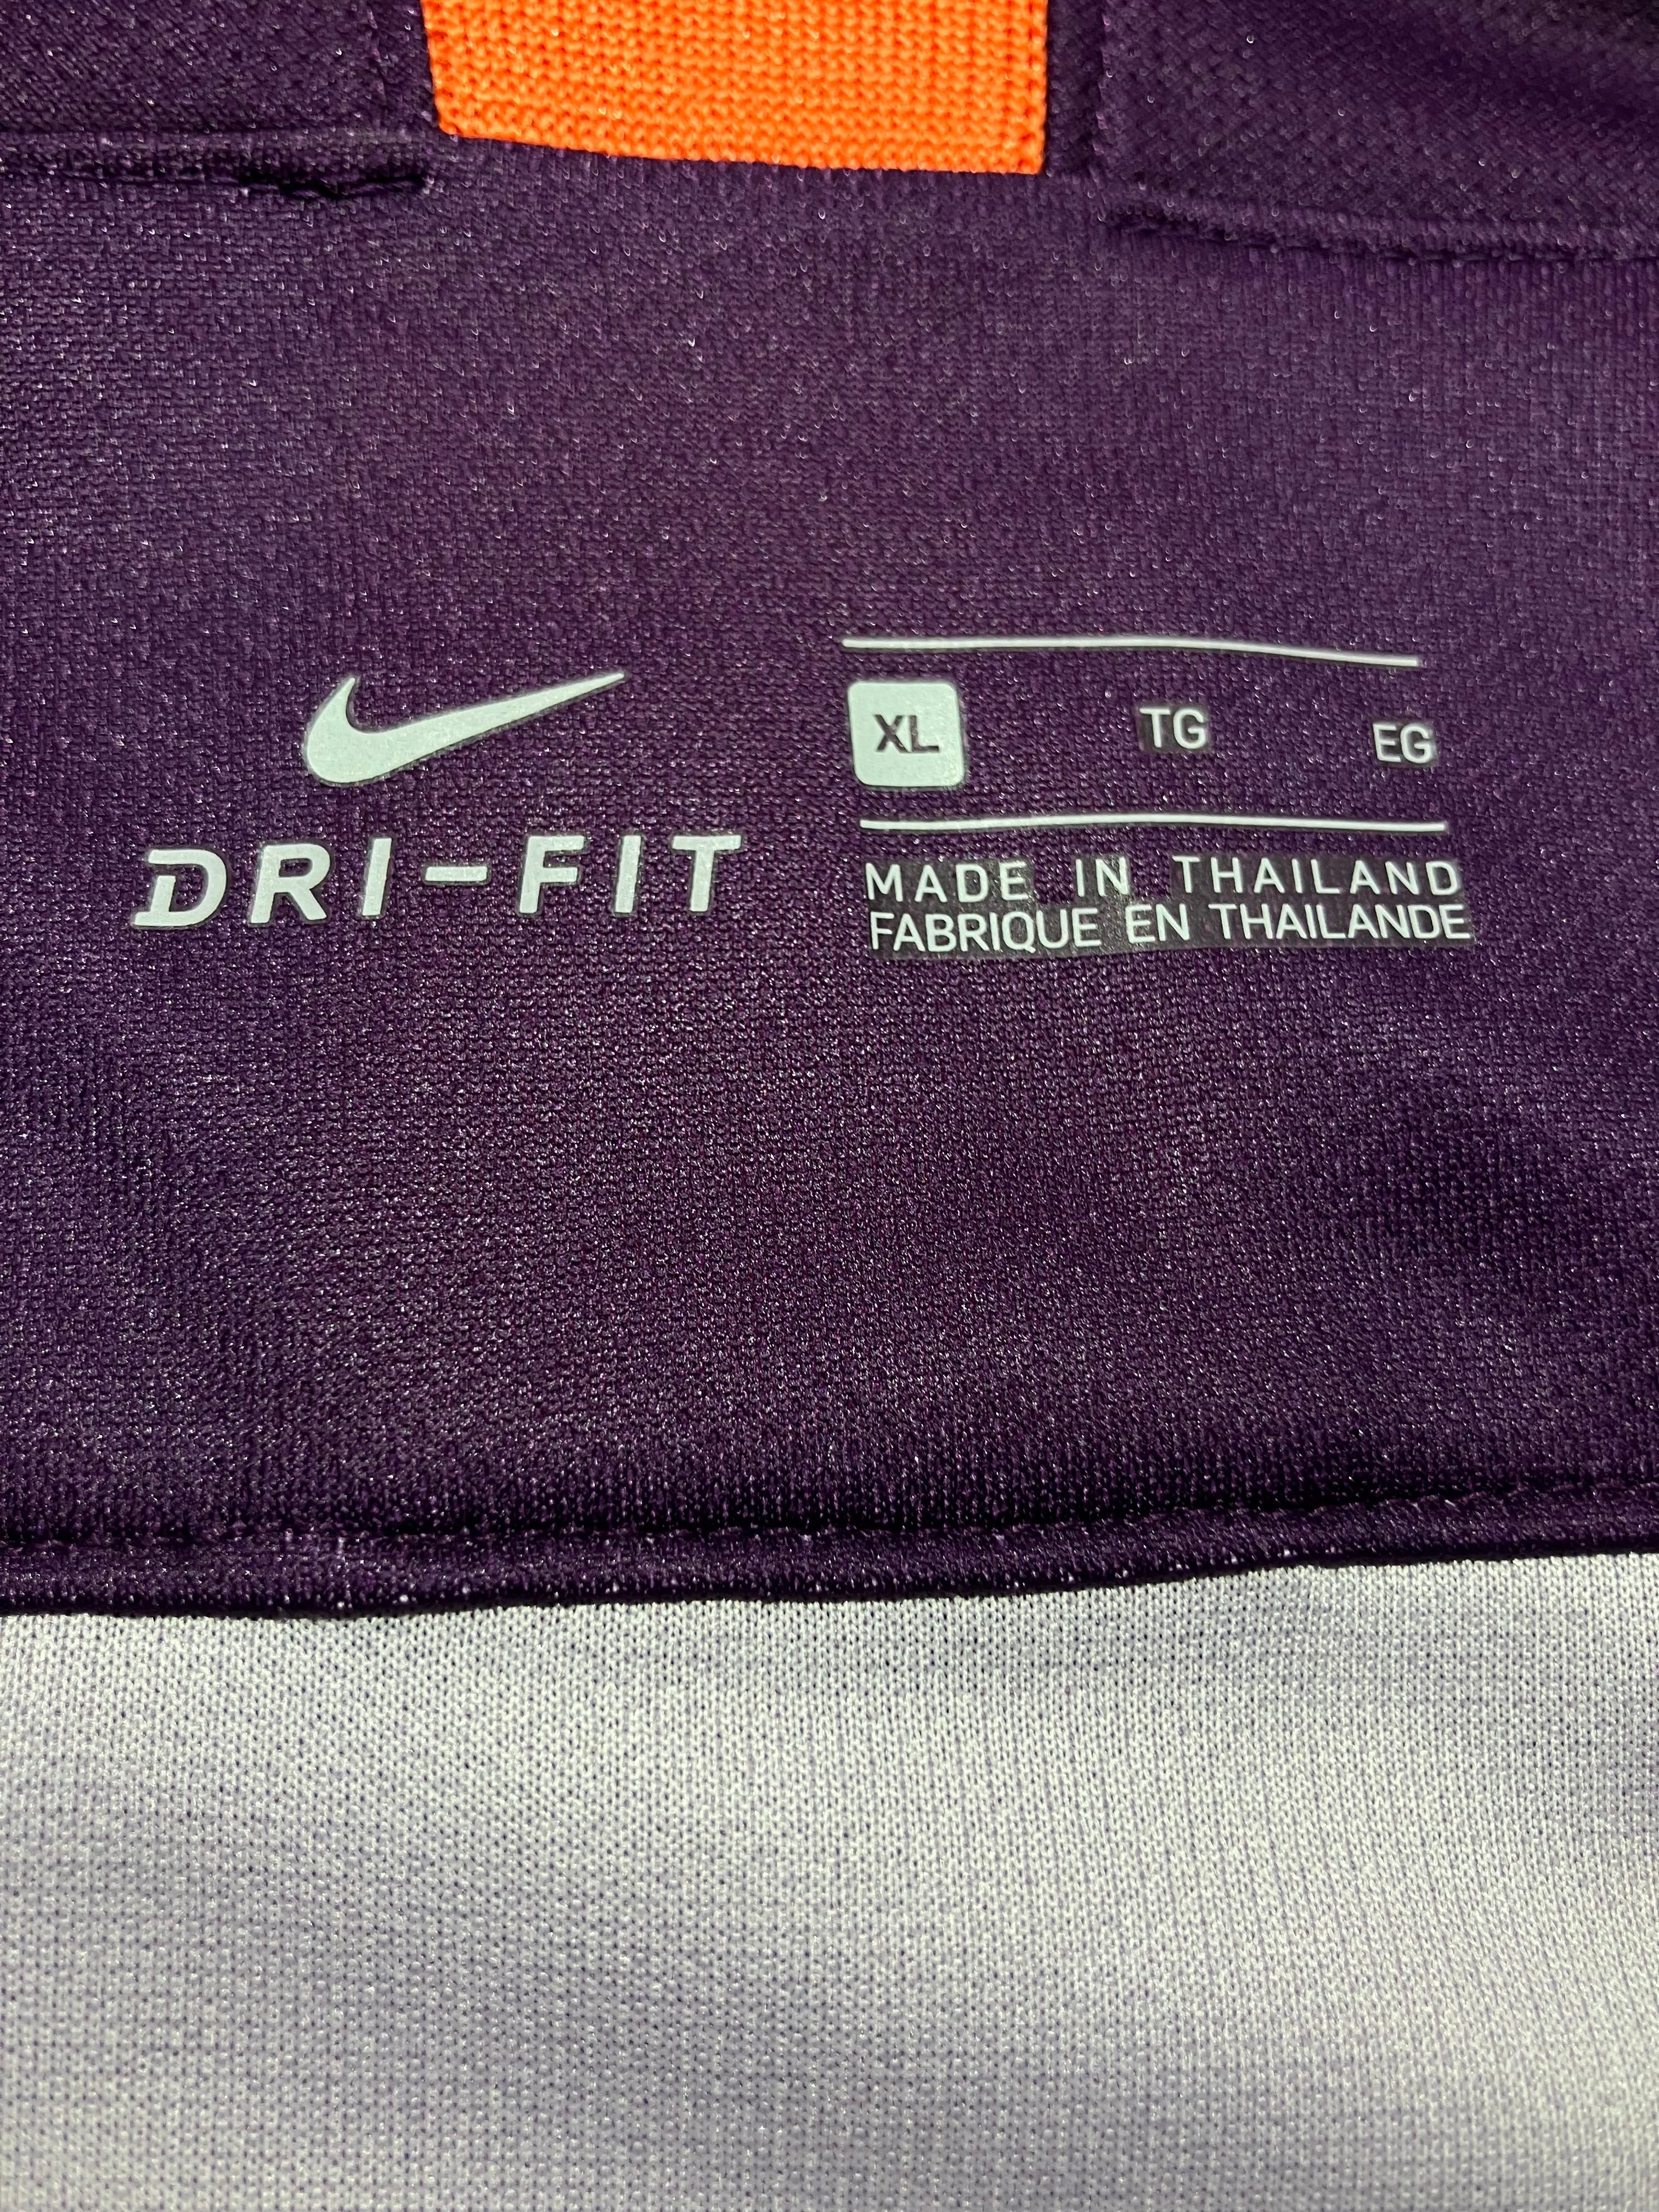 DRI-FIT
XL TG EG
MADE IN THAILAND
FABRIQUE EN THAILANDE